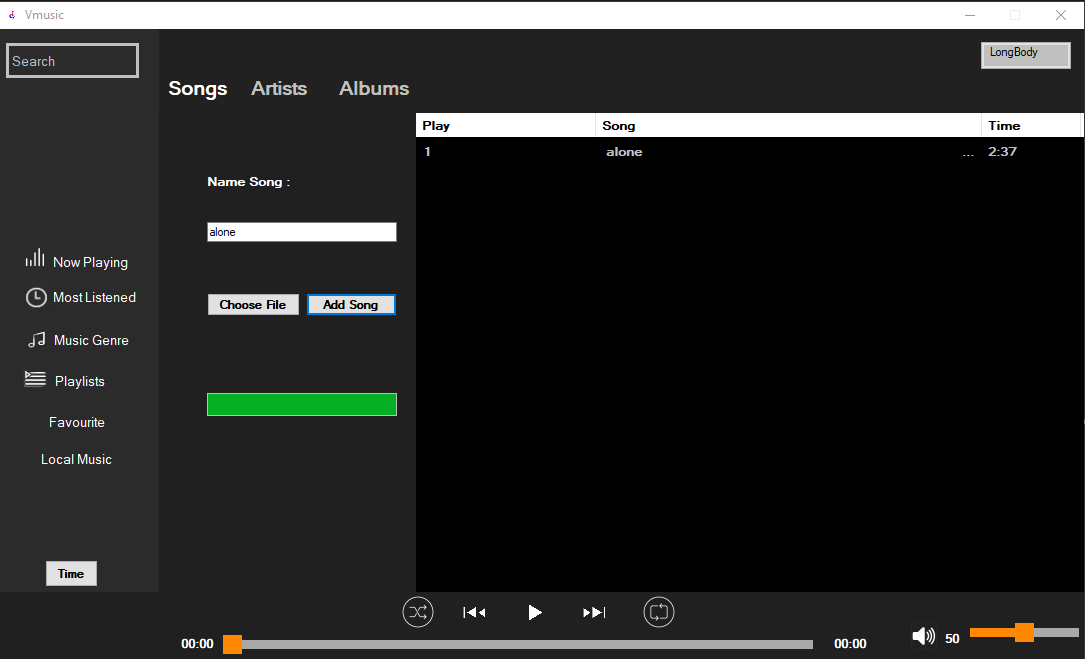 Vmusic
Search
LongBody
Songs Artists Albums
Play Song Time
1 alone ... 2:37
Name Song :
alone
Choose File Add Song
Now Playing
Most Listened
Music Genre
Playlists
Favourite
Local Music
Time
00:00 00:00 50